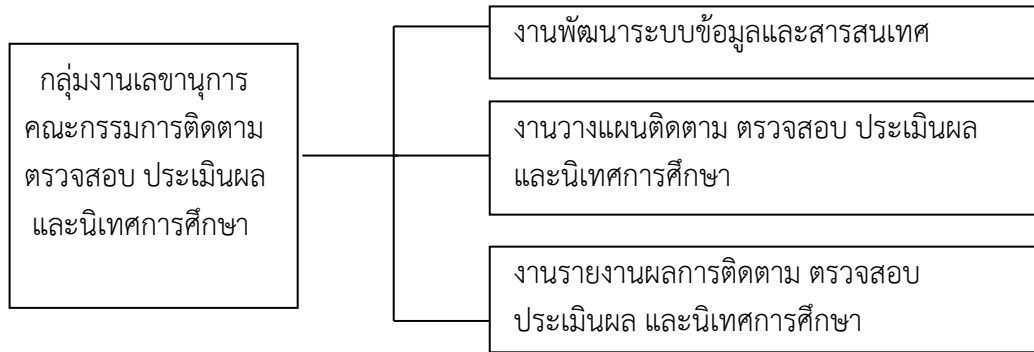 กลุ่มงานเลขานุการ
คณะกรรมการติดตาม
ตรวจสอบ ประเมินผล
และนิเทศการศึกษา
งานพัฒนาระบบข้อมูลและสารสนเทศ
งานวางแผนติดตาม ตรวจสอบ ประเมินผล
และนิเทศการศึกษา
งานรายงานผลการติดตาม ตรวจสอบ
ประเมินผล และนิเทศการศึกษา